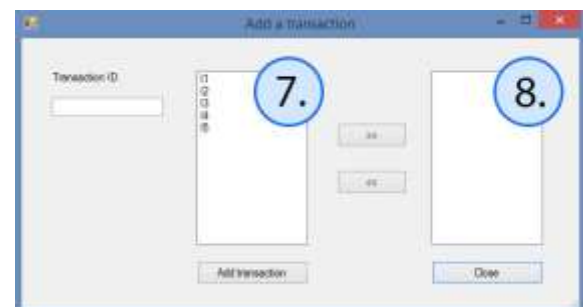 Add a transaction
Transaction ID
i1
i2
i3
i4
i5
7.
8.
>>
<<
Add transaction
Close